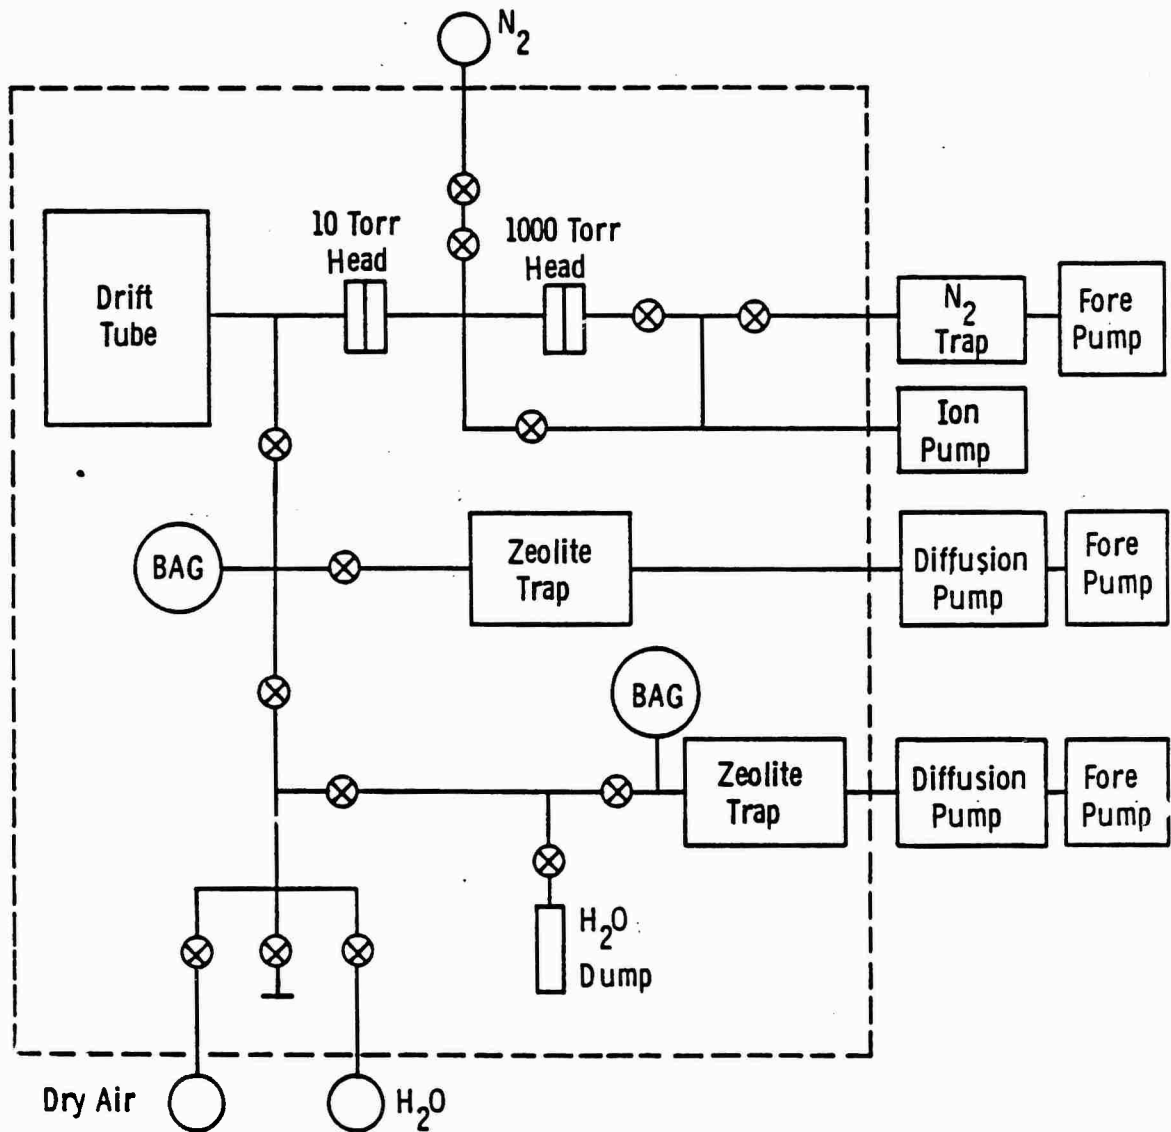 N2
10 Torr
Head
1000 Torr
Head
Drift
Tube
N2
Trap
Fore
Pump
Ion
Pump
BAG
Zeolite
Trap
Diffusion
Pump
Fore
Pump
BAG
Zeolite
Trap
Diffusion
Pump
Fore
Pump
H2O
Dump
Dry Air
H2O